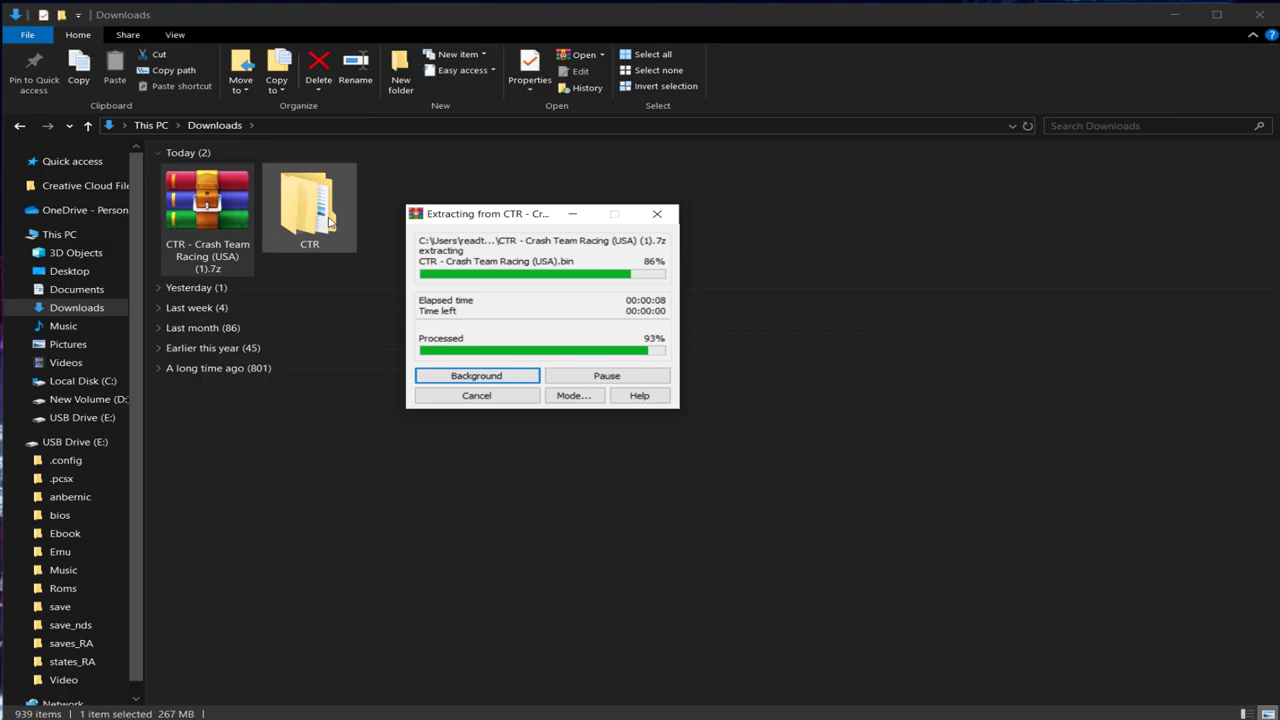 Downloads
File
Home
Share
View
Pin to Quick
access
Copy
Paste
Cut
Copy path
Paste shortcut
Clipboard
Move
to
Copy
to
Delete
Rename
Organize
New
folder
New item
Easy access
New
Properties
Open
Edit
History
Open
Select all
Select none
Invert selection
Select
This PC > Downloads >
Search Downloads
Quick access
Creative Cloud File
OneDrive - Person
This PC
3D Objects
Desktop
Documents
Downloads
Music
Pictures
Videos
Local Disk (C:)
New Volume (D:
USB Drive (E:)
USB Drive (E:)
.config
.pcsx
anbernic
bios
Ebook
Emu
Music
Roms
save
save_nds
saves_RA
states_RA
Video
Network
Today (2)
CTR - Crash Team
Racing (USA)
(1).7z
CTR
Yesterday (1)
Last week (4)
Last month (86)
Earlier this year (45)
A long time ago (801)
Extracting from CTR - Cr...
C:\Users\readt...\CTR - Crash Team Racing (USA) (1).7z
extracting
CTR - Crash Team Racing (USA).bin 86%
Elapsed time 00:00:08
Time left 00:00:00
Processed 93%
Background
Pause
Cancel
Mode...
Help
939 items | 1 item selected 267 MB |